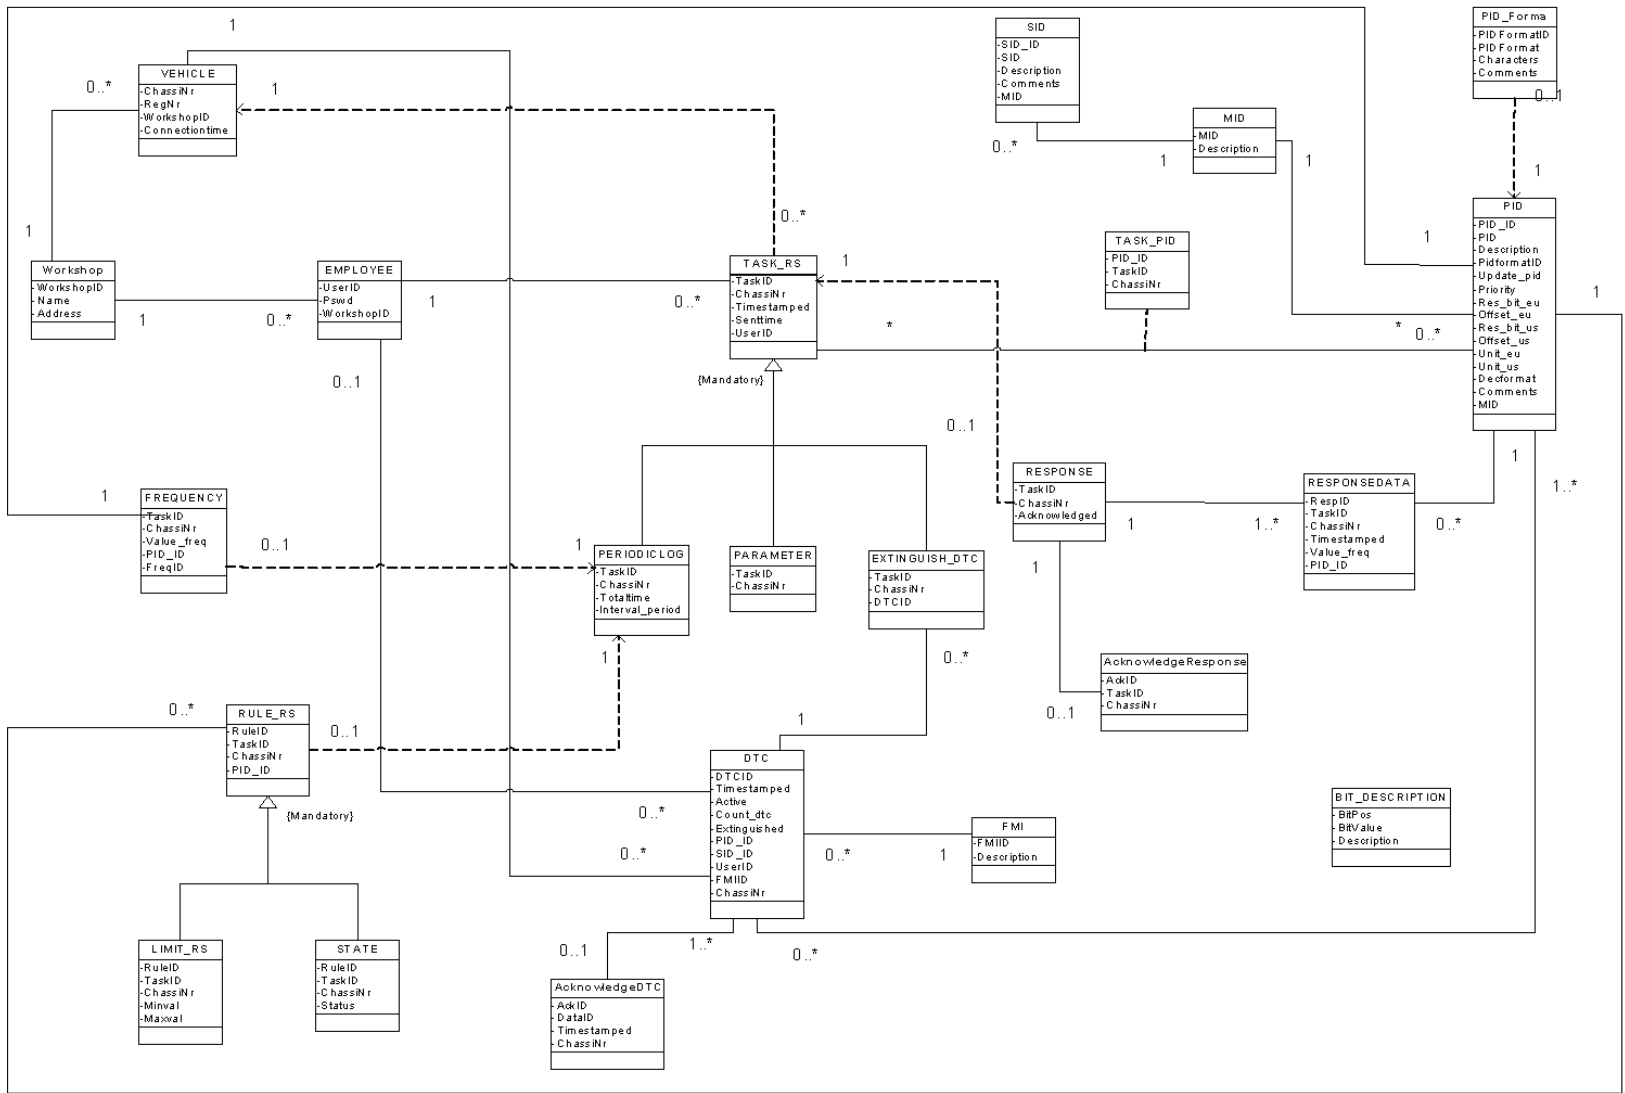 1
SID
-SID_ID
-SID
-Description
-Comments
-MID
PID_Forma
-PIDFormatID
-PIDFormat
-Characters
-Comments
0..1
VEHICLE
-ChassiNr
-RegNr
-WorkshopID
-Connectiontime
0..*
1
MID
-MID
-Description
0..*
1
1
1
PID
-PID_ID
-PID
-Description
-PidformatID
-Update_pid
-Priority
-Res_bit_eu
-Offset_eu
-Res_bit_us
-Offset_us
-Unit_eu
-Unit_us
-Decformat
-Comments
-MID
1
1
0..*
1
TASK_PID
-PID_ID
-TaskID
-ChassiNr
Workshop
-WorkshopID
-Name
-Address
EMPLOYEE
-UserID
-Pswd
-WorkshopID
TASK_RS
-TaskID
-ChassiNr
-Timestamped
-Senttime
-UserID
1
1
0..*
1
0..*
*
*
0..*
{Mandatory}
0..1
0..1
1
1..*
FREQUENCY
-TaskID
-ChassiNr
-Value_freq
-PID_ID
-FreqID
1
0..1
1
PERIODICLOG
-TaskID
-ChassiNr
-Totaltime
-Interval_period
PARAMETER
-TaskID
-ChassiNr
EXTINGUISH_DTC
-TaskID
-ChassiNr
-DTCID
RESPONSE
-TaskID
-ChassiNr
-Acknowledged
1
1..*
RESPONSEDATA
-RespID
-TaskID
-ChassiNr
-Timestamped
-Value_freq
-PID_ID
0..*
1
1
0..*
AcknowledgeResponse
-AckID
-TaskID
-ChassiNr
0..1
0..*
RULE_RS
-RuleID
-TaskID
-ChassiNr
-PID_ID
0..1
{Mandatory}
1
DTC
-DTCID
-Timestamped
-Active
-Count_dtc
-Extinguished
-PID_ID
-SID_ID
-UserID
-FMIID
-ChassiNr
0..*
0..*
0..*
1
FMI
-FMIID
-Description
BIT_DESCRIPTION
-BitPos
-BitValue
-Description
LIMIT_RS
-RuleID
-TaskID
-ChassiNr
-Minval
-Maxval
STATE
-RuleID
-TaskID
-ChassiNr
-Status
0..1
1..*
0..*
AcknowledgeDTC
-AckID
-DataID
-Timestamped
-ChassiNr